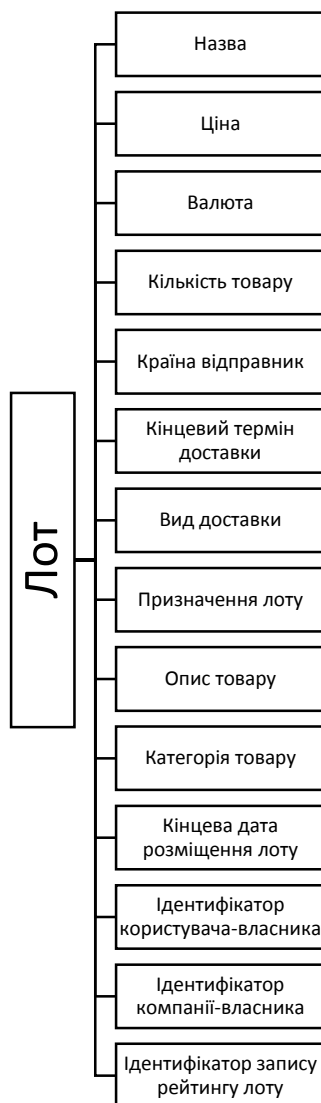 Лот
Назва
Ціна
Валюта
Кількість товару
Країна відправник
Кінцевий термін
доставки
Вид доставки
Призначення лоту
Опис товару
Категорія товару
Кінцева дата
розміщення лоту
Ідентифікатор
користувача-власника
Ідентифікатор
компанії-власника
Ідентифікатор запису
рейтингу лоту